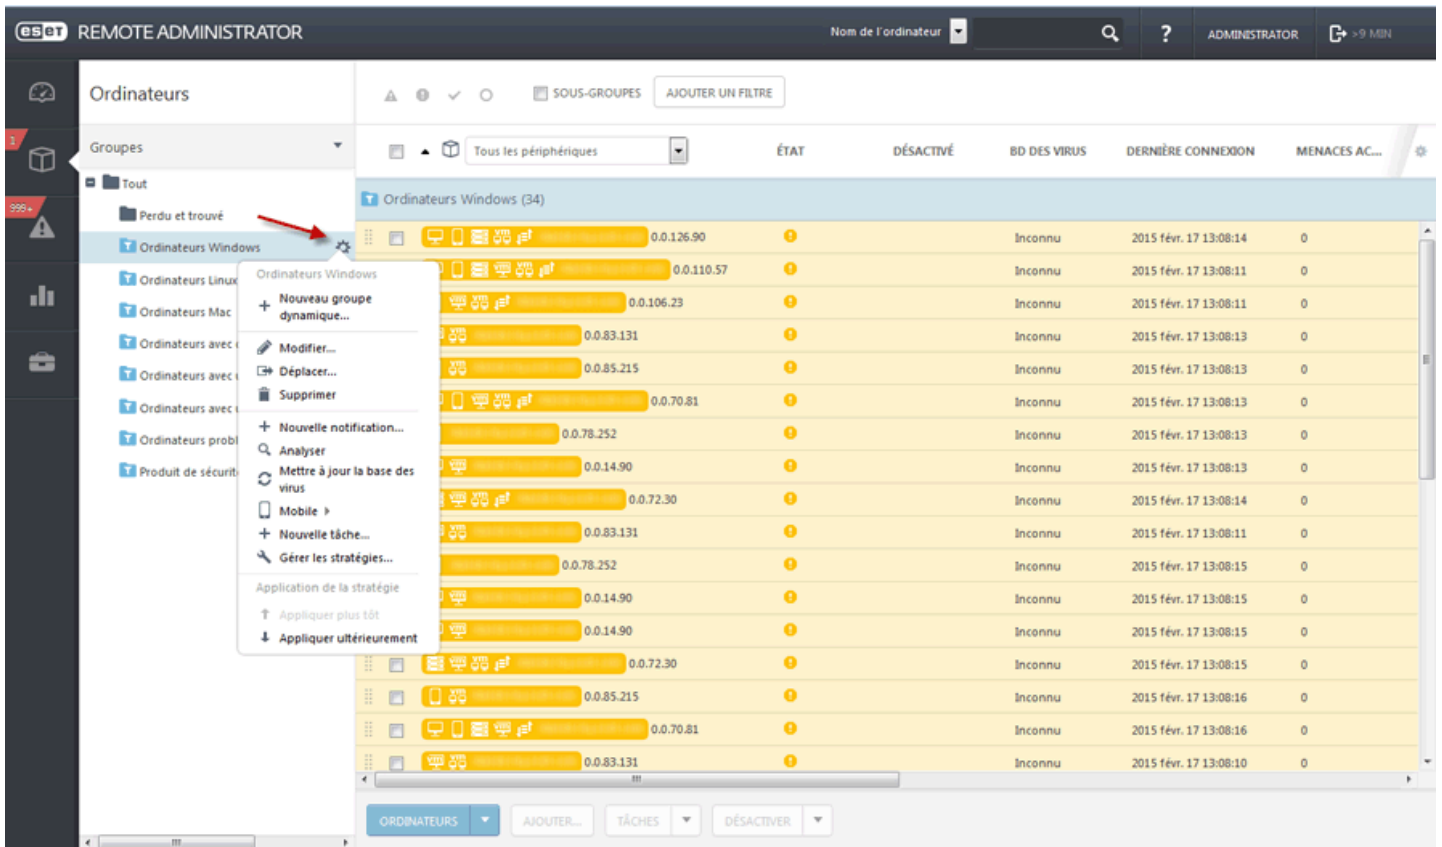 eset REMOTE ADMINISTRATOR
Nom de l'ordinateur
?
ADMINISTRATOR
>9 MIN
Ordinateurs
SOUS-GROUPES
AJOUTER UN FILTRE
1
Groupes
Tous les périphériques
ÉTAT
DÉSACTIVÉ
BD DES VIRUS
DERNIÈRE CONNEXION
MENACES AC...
Tout
999+
Perdu et trouvé
Ordinateurs Windows
Ordinateurs Linux
Ordinateurs Mac
Ordinateurs avec
Ordinateurs avec
Ordinateurs avec
Ordinateurs probl
Produit de sécurit
Ordinateurs Windows
Nouveau groupe
dynamique...
Modifier...
Déplacer...
Supprimer
Nouvelle notification...
Analyser
Mettre à jour la base des
virus
Mobile
Nouvelle tâche...
Gérer les stratégies...
Application de la stratégie
Appliquer plus tôt
Appliquer ultérieurement
Ordinateurs Windows (34)
0.0.126.90 Inconnu 2015 févr. 17 13:08:14 0
0.0.110.57 Inconnu 2015 févr. 17 13:08:11 0
0.0.106.23 Inconnu 2015 févr. 17 13:08:11 0
0.0.83.131 Inconnu 2015 févr. 17 13:08:13 0
0.0.85.215 Inconnu 2015 févr. 17 13:08:13 0
0.0.70.81 Inconnu 2015 févr. 17 13:08:13 0
0.0.78.252 Inconnu 2015 févr. 17 13:08:13 0
0.0.14.90 Inconnu 2015 févr. 17 13:08:13 0
0.0.72.30 Inconnu 2015 févr. 17 13:08:14 0
0.0.83.131 Inconnu 2015 févr. 17 13:08:11 0
0.0.78.252 Inconnu 2015 févr. 17 13:08:15 0
0.0.14.90 Inconnu 2015 févr. 17 13:08:15 0
0.0.14.90 Inconnu 2015 févr. 17 13:08:15 0
0.0.72.30 Inconnu 2015 févr. 17 13:08:15 0
0.0.85.215 Inconnu 2015 févr. 17 13:08:16 0
0.0.70.81 Inconnu 2015 févr. 17 13:08:16 0
0.0.83.131 Inconnu 2015 févr. 17 13:08:10 0
ORDINATEURS
AJOUTER...
TÂCHES
DÉSACTIVER